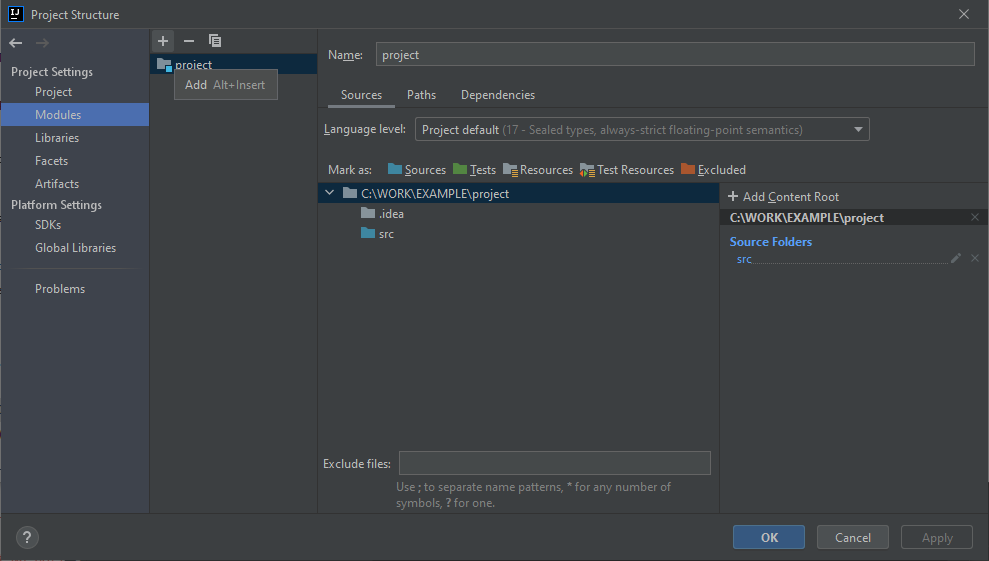 Project Structure
Project Settings
Project
Modules
Libraries
Facets
Artifacts
Platform Settings
SDKs
Global Libraries
Problems
project
Add Alt+Insert
Name: project
Sources Paths Dependencies
Language level: Project default (17 - Sealed types, always-strict floating-point semantics)
Mark as: Sources Tests Resources Test Resources Excluded
C:\WORK\EXAMPLE\project
.idea
src
+ Add Content Root
C:\WORK\EXAMPLE\project
Source Folders
src
Exclude files:
Use ; to separate name patterns, * for any number of
symbols, ? for one.
?
OK Cancel Apply